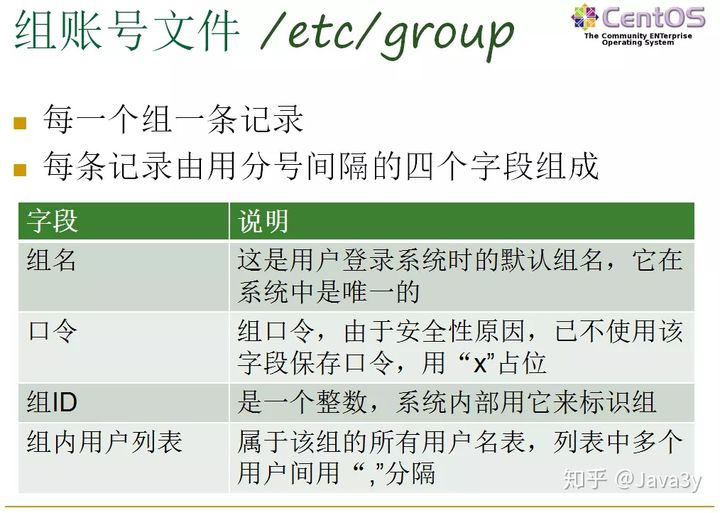 组账号文件 /etc/group
CentOS
The Community ENTerprise
Operating System
每一个组一条记录
每条记录由用分号间隔的四个字段组成
字段 说明
组名 这是用户登录系统时的默认组名，它在
系统中是唯一的
口令 组口令，由于安全性原因，已不使用该
字段保存口令，用“x”占位
组ID 是一个整数，系统内部用它来标识组
组内用户列表 属于该组的所有用户名表，列表中多个
用户间用“,”分隔
知乎 @Java3y